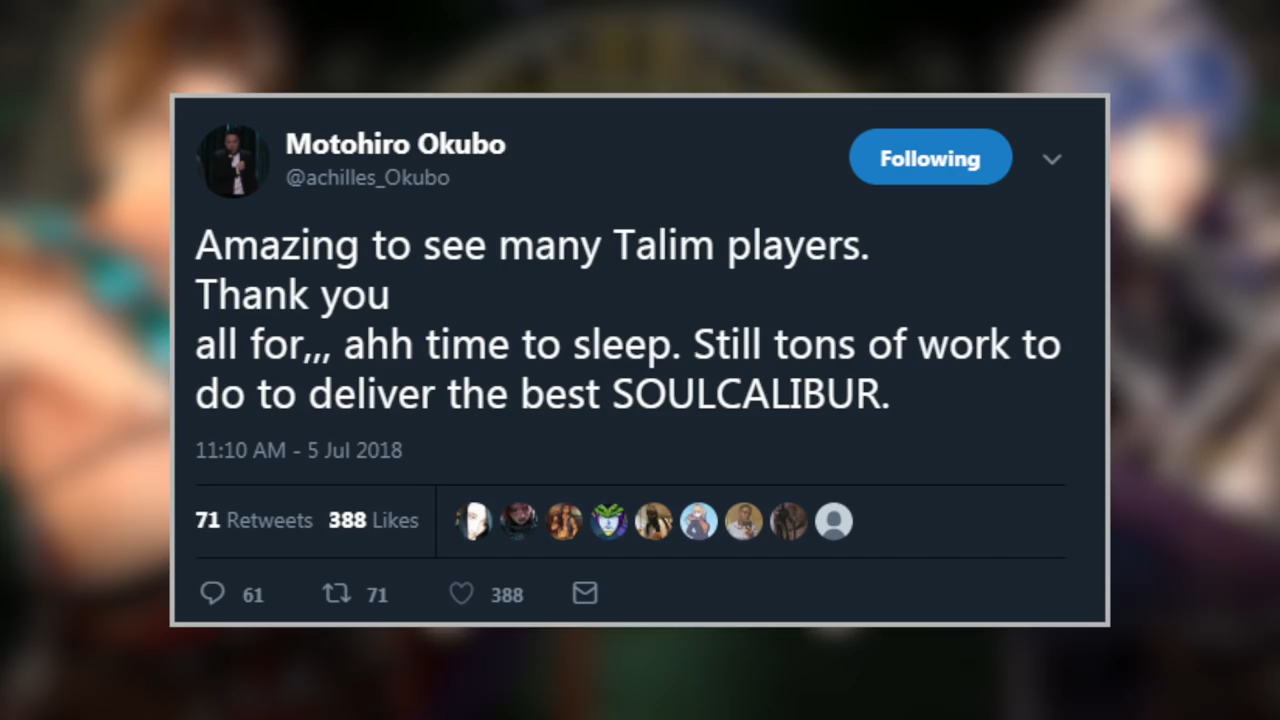 Motohiro Okubo
@achilles_Okubo
Following
Amazing to see many Talim players.
Thank you
all for,,, ahh time to sleep. Still tons of work to
do to deliver the best SOULCALIBUR.
11:10 AM - 5 Jul 2018
71 Retweets 388 Likes
61 71 388